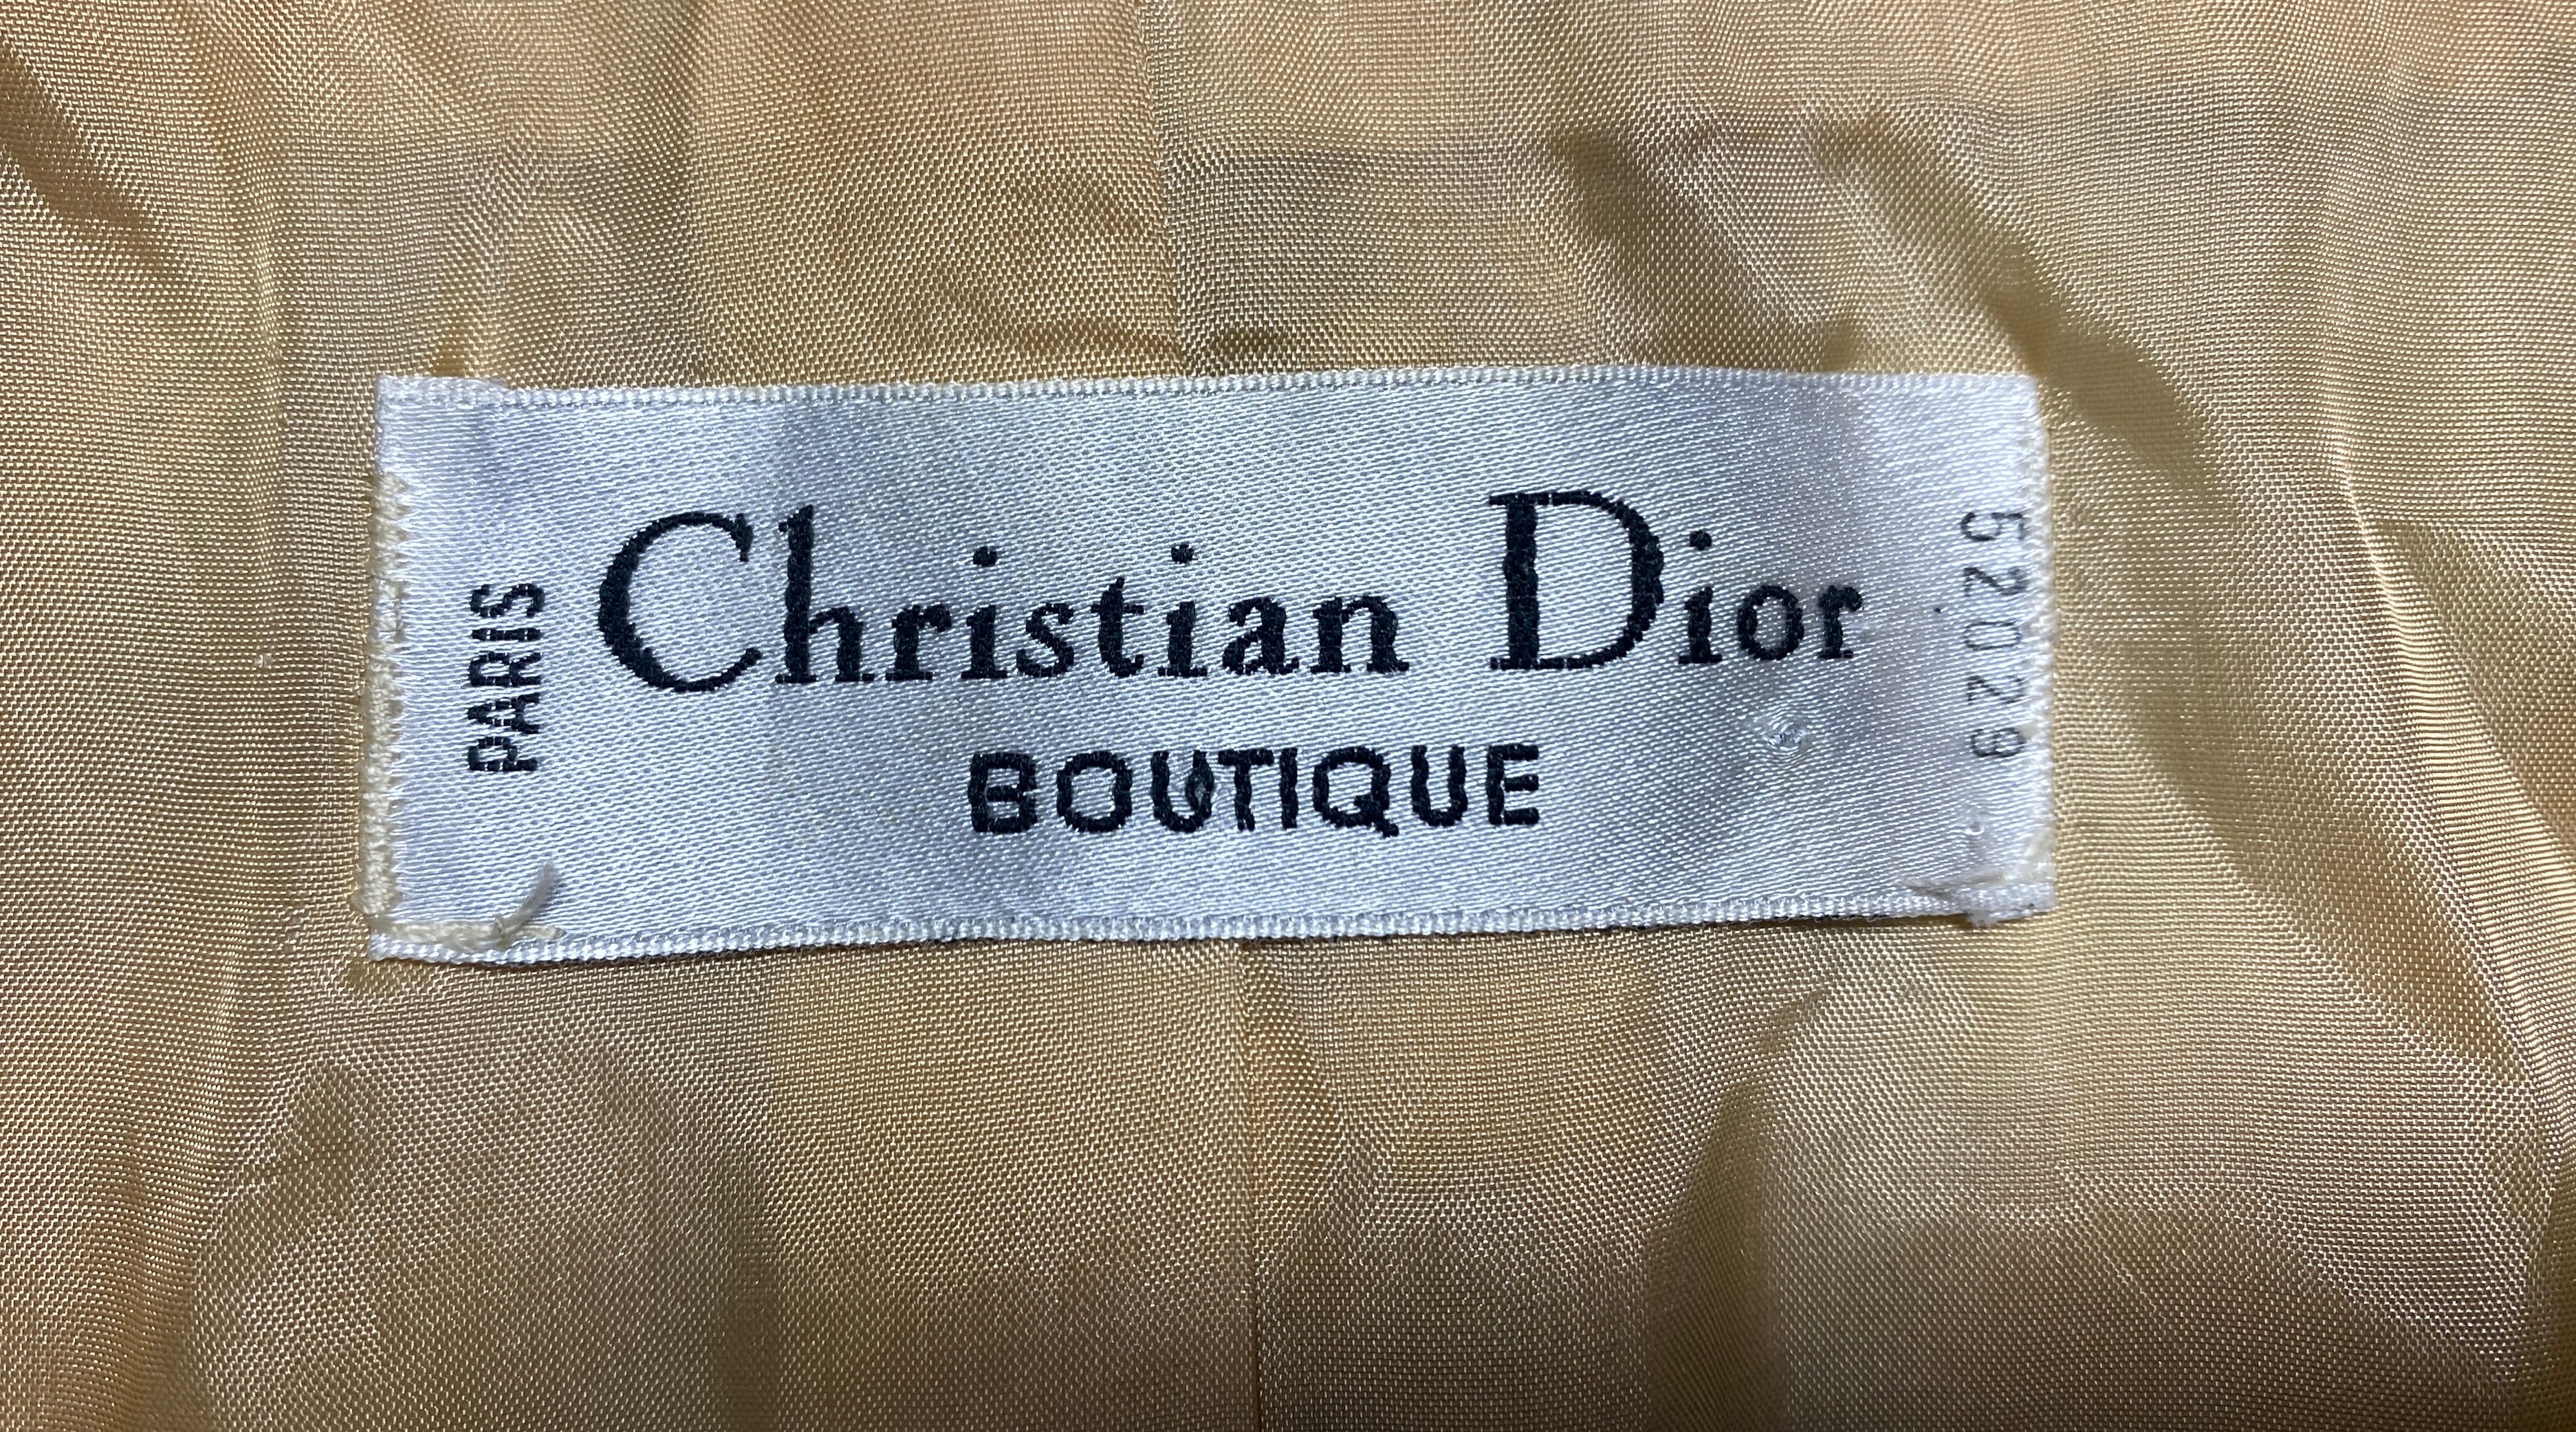 PARIS
Christian Dior
BOUTIQUE
52029